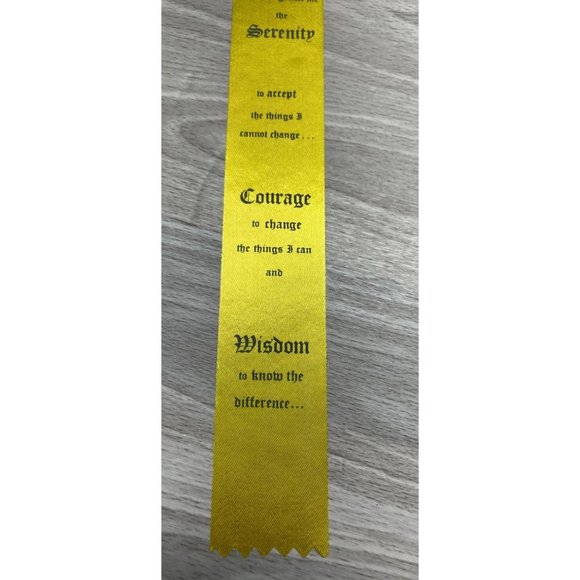 me
the
Serenity
to accept
the things I
cannot change...
Courage
to change
the things I can
and
Wisdom
to know the
difference...